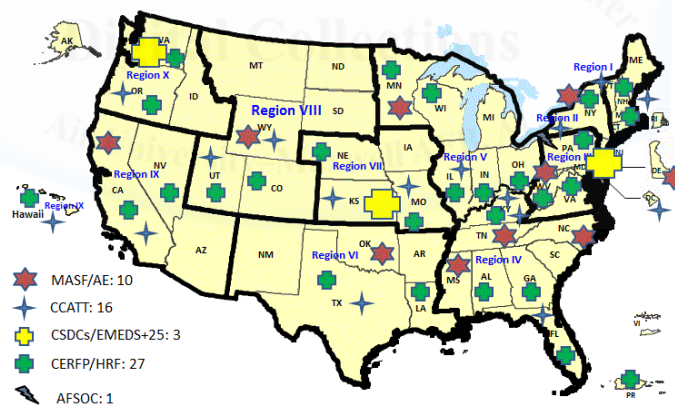 Digital Collections
AK
WA
ME
MT
ND
Region I
MN
VT
Region X
OR
ID
NH
NY
WI
SD
MI
Region VIII
Region II
RI
WY
PA
IA
NJ
NE
Region VII
Region V
OH
MD
DE
NV
IL
IN
Region IX
WV
UT
CO
VA
DC
CA
KS
MO
Hawaii
Region IX
NC
TN
OK
AR
AZ
NM
Region VI
Region IV
SC
MS
AL
GA
MASF/AE: 10
TX
LA
CCATT: 16
FL
VI
CSDCs/EMEDS+25: 3
CERFP/HRF: 27
PR
AFSOC: 1